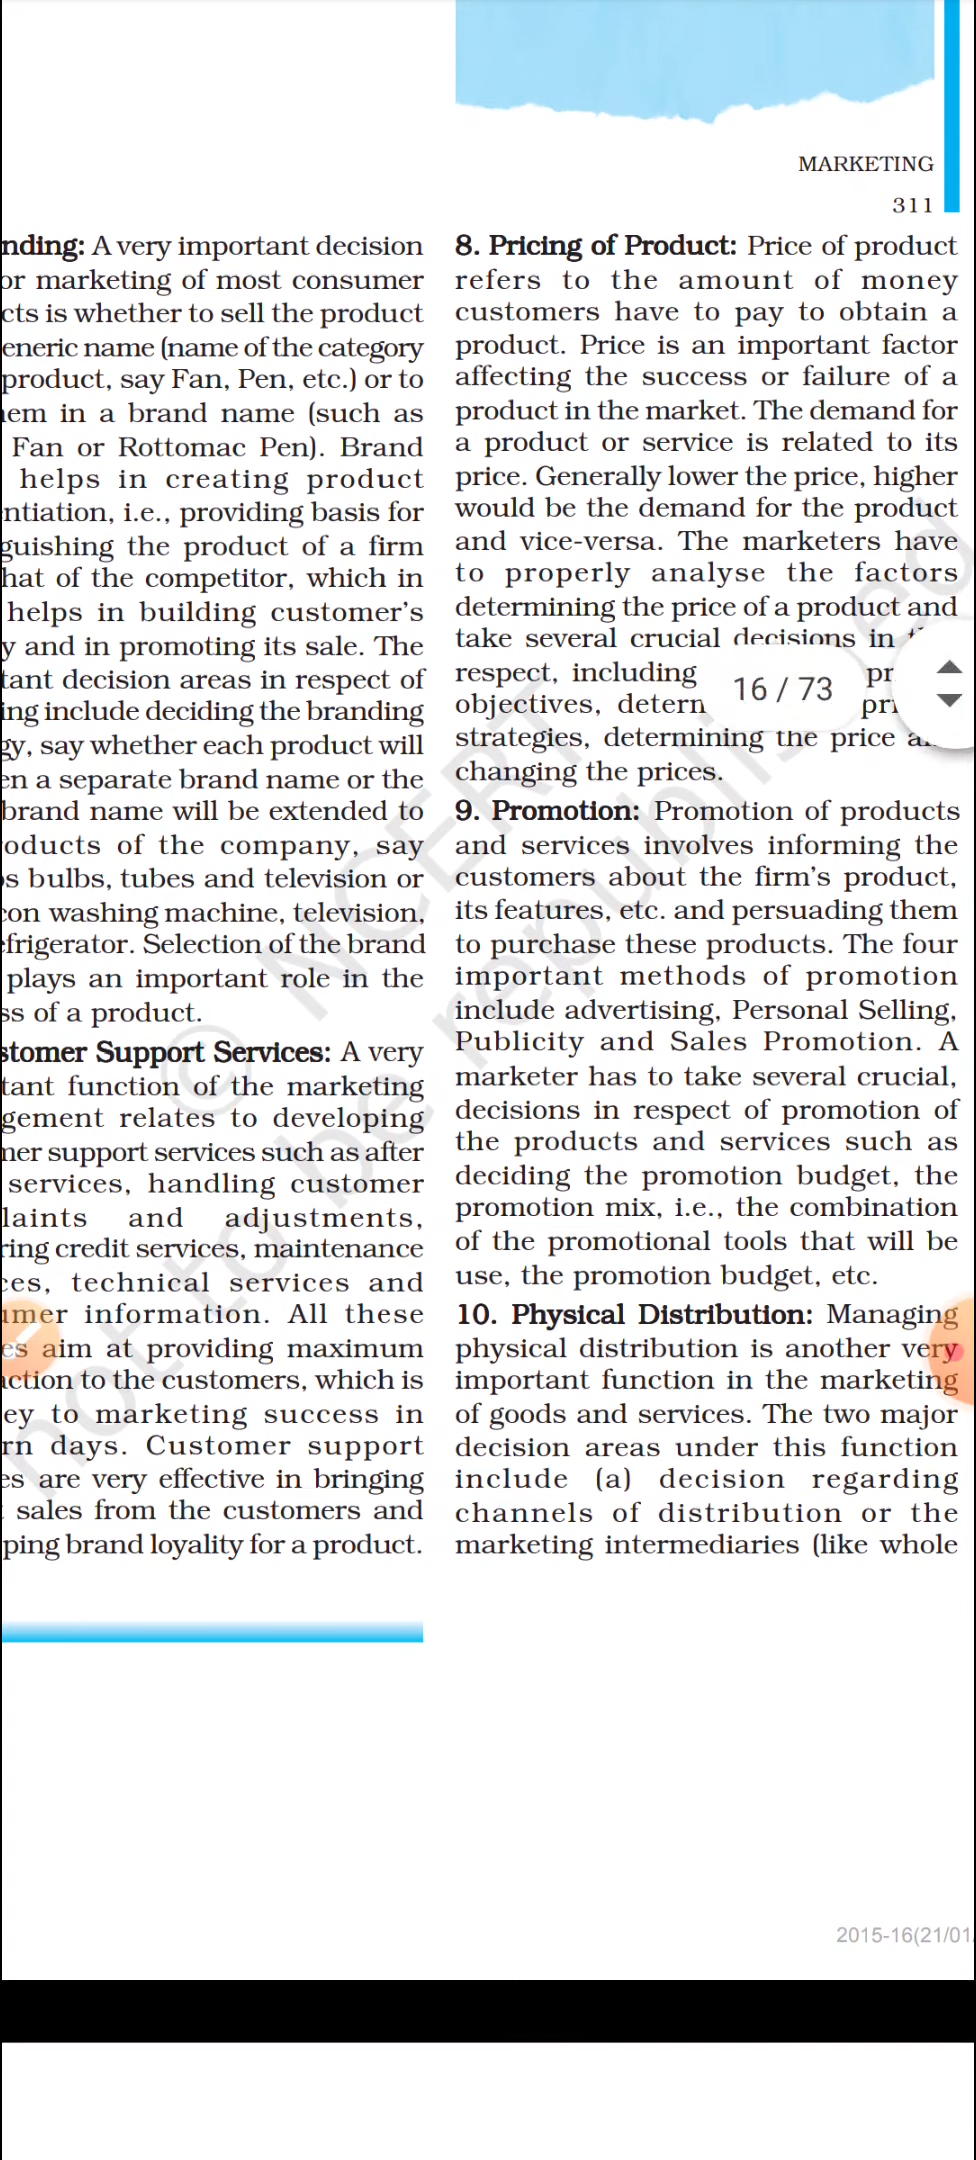 MARKETING
311
nding: A very important decision
or marketing of most consumer
cts is whether to sell the product
eneric name (name of the category
product, say Fan, Pen, etc.) or to
em in a brand name (such as
Fan or Rottomac Pen). Brand
helps in creating product
ntiation, i.e., providing basis for
guishing the product of a firm
hat of the competitor, which in
helps in building customer's
y and in promoting its sale. The
tant decision areas in respect of
ing include deciding the branding
gy, say whether each product will
en a separate brand name or the
brand name will be extended to
oducts of the company, say
s bulbs, tubes and television or
con washing machine, television,
efrigerator. Selection of the brand
plays an important role in the
ss of a product.
stomer Support Services: A very
tant function of the marketing
gement relates to developing
mer support services such as after
services, handling customer
laints and adjustments,
ring credit services, maintenance
ces, technical services and
umer information. All these
es aim at providing maximum
action to the customers, which is
ey to marketing success in
rn days. Customer support
es are very effective in bringing
sales from the customers and
ping brand loyality for a product.
8. Pricing of Product: Price of product
refers to the amount of money
customers have to pay to obtain a
product. Price is an important factor
affecting the success or failure of a
product in the market. The demand for
a product or service is related to its
price. Generally lower the price, higher
would be the demand for the product
and vice-versa. The marketers have
to properly analyse the factors
determining the price of a product and
take several crucial decisions in
respect, including pr
objectives, determ pri
strategies, determining the price a
changing the prices.
16 / 73
9. Promotion: Promotion of products
and services involves informing the
customers about the firm's product,
its features, etc. and persuading them
to purchase these products. The four
important methods of promotion
include advertising, Personal Selling,
Publicity and Sales Promotion. A
marketer has to take several crucial,
decisions in respect of promotion of
the products and services such as
deciding the promotion budget, the
promotion mix, i.e., the combination
of the promotional tools that will be
use, the promotion budget, etc.
10. Physical Distribution: Managing
physical distribution is another very
important function in the marketing
of goods and services. The two major
decision areas under this function
include (a) decision regarding
channels of distribution or the
marketing intermediaries (like whole
© NCERT
not to be republished
2015-16(21/01